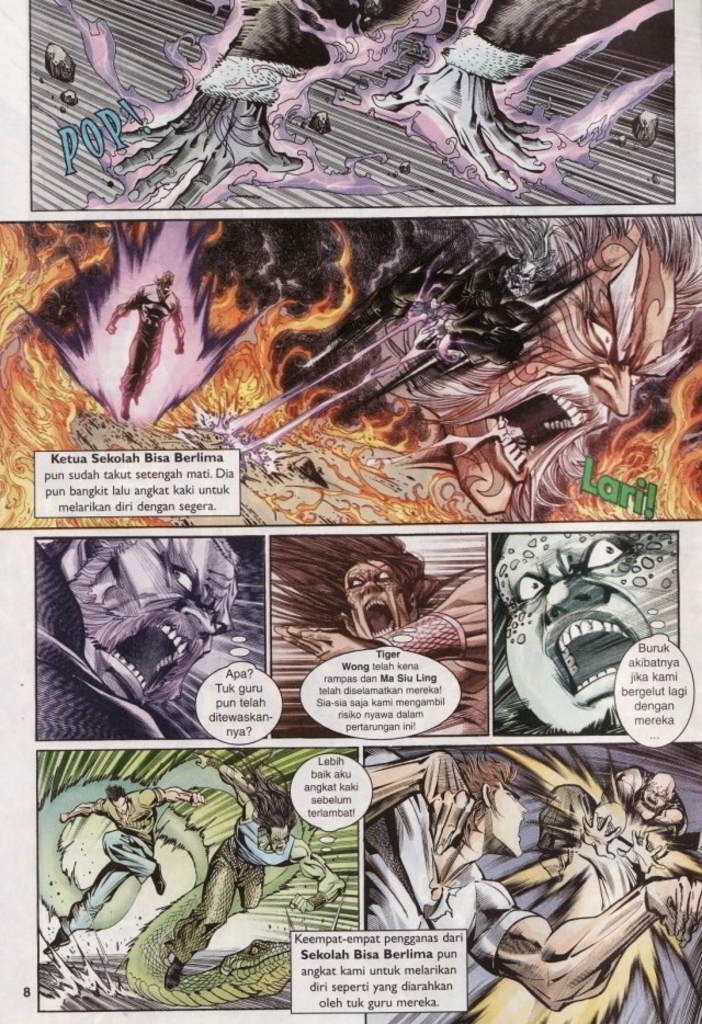 POP!
Ketua Sekolah Bisa Berlima
pun sudah takut setengah mati. Dia
pun bangkit lalu angkat kaki untuk
melarikan diri dengan segera.
Lari!
Apa?
Tuk guru
pun telah
ditewaskan-
nya?
Tiger
Wong telah kena
rampas dan Ma Siu Ling
telah diselamatkan mereka!
Sia-sia saja kami mengambil
risiko nyawa dalam
pertarungan ini!
Buruk
akibatnya
jika kami
bergelut lagi
dengan
mereka
...
Lebih
baik aku
angkat kaki
sebelum
terlambat!
Keempat-empat pengganas dari
Sekolah Bisa Berlima pun
angkat kami untuk melarikan
diri seperti yang diarahkan
oleh tuk guru mereka.
8